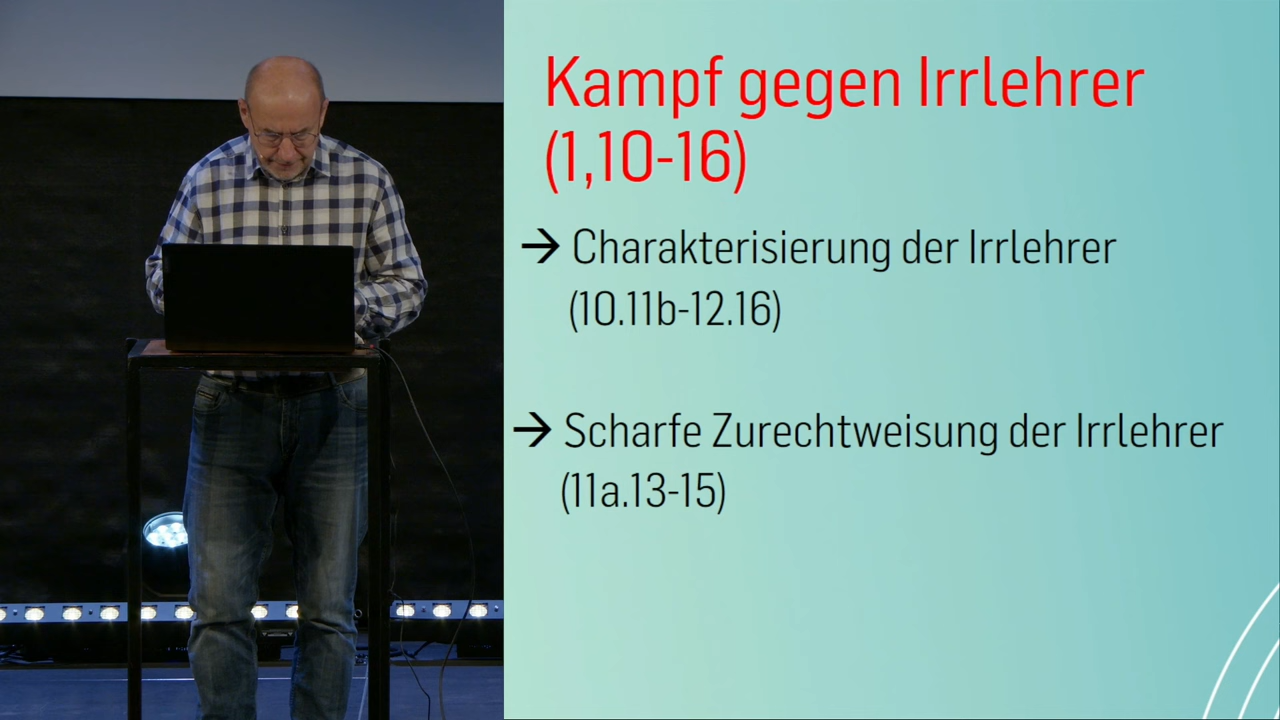 Kampf gegen Irrlehrer
(1,10-16)
→ Charakterisierung der Irrlehrer
(10.11b-12.16)
→ Scharfe Zurechtweisung der Irrlehrer
(11a.13-15)